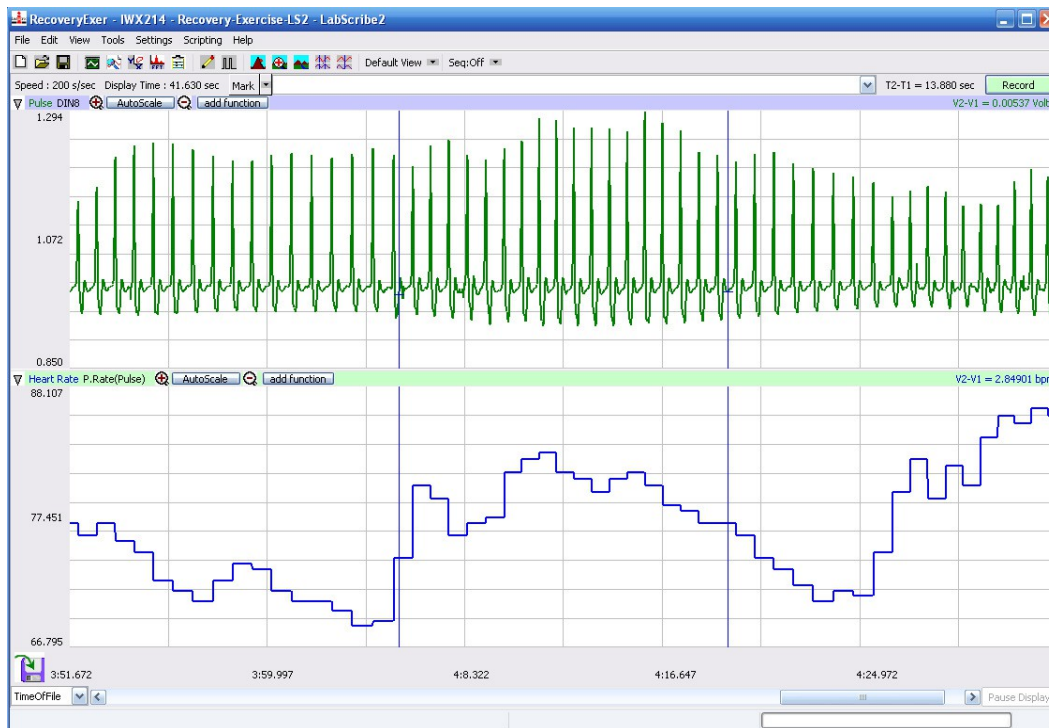 RecoveryExer - IWX214 - Recovery-Exercise-LS2 - LabScribe2
File Edit View Tools Settings Scripting Help
Default View Seq:Off
Speed : 200 s/sec Display Time : 41.630 sec Mark T2-T1 = 13.880 sec Record
Pulse DIN8 AutoScale add function V2-V1 = 0.00537 Volt
1.294
1.072
0.850
Heart Rate P.Rate(Pulse) AutoScale add function V2-V1 = 2.84901 bpm
88.107
77.451
66.795
3:51.672 3:59.997 4:8.322 4:16.647 4:24.972
TimeOfFile Pause Display